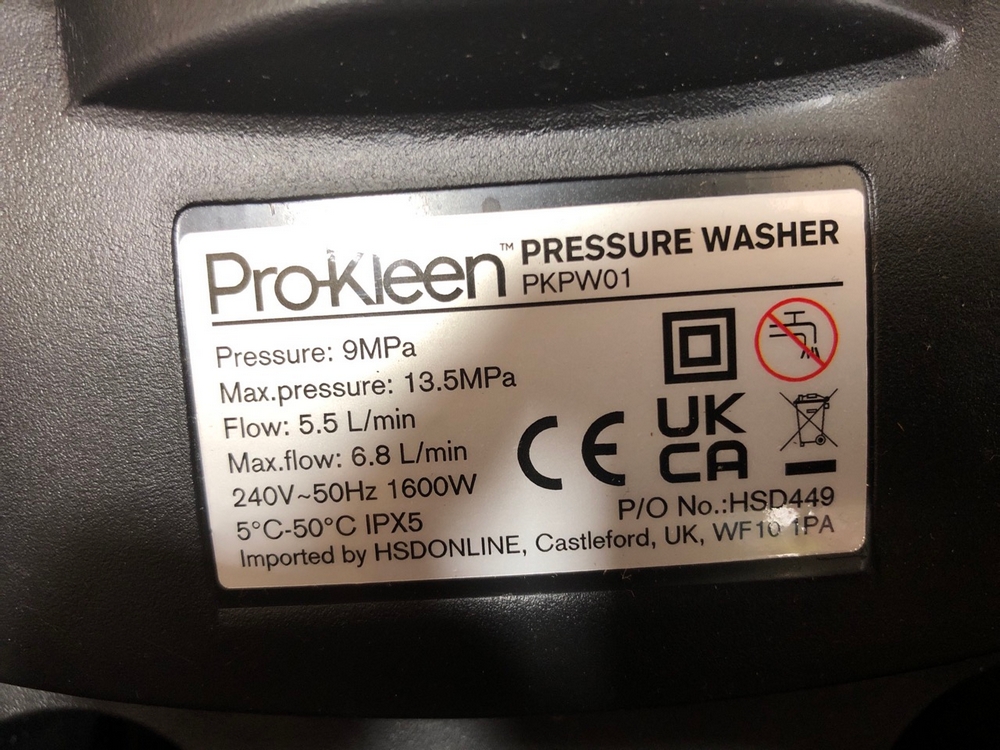 Pro-Kleen™ PRESSURE WASHER
PKPW01
Pressure: 9MPa
Max.pressure: 13.5MPa
Flow: 5.5 L/min
Max.flow: 6.8 L/min
240V~50Hz 1600W
5°C-50°C IPX5
CE
UK
CA
P/O No.:HSD449
Imported by HSDONLINE, Castleford, UK, WF10 1PA